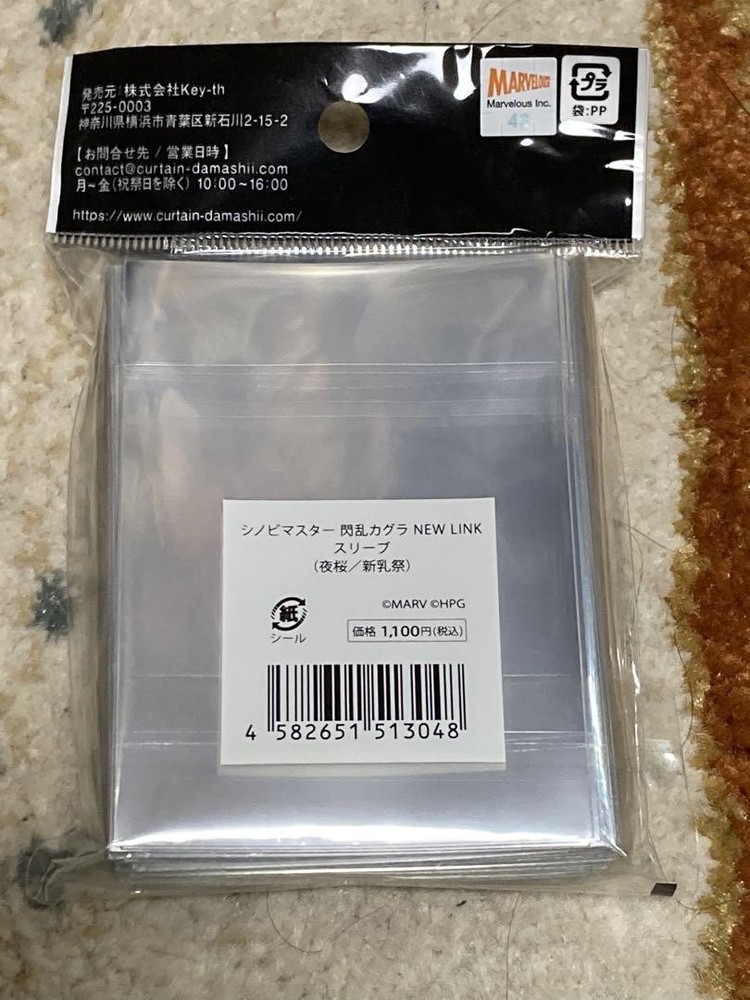 発売元：株式会社Key-th
〒225-0003
神奈川県横浜市青葉区新石川2-15-2
【お問合せ先 / 営業日時】
contact@curtain-damashii.com
月~金(祝祭日を除く) 10:00~16:00
https://www.curtain-damashii.com/
MARVELOUS
Marvelous Inc.
プラ
袋:PP
シノビマスター 閃乱カグラ NEW LINK
スリーブ
（夜桜／新乳祭）
©MARV ©HPG
紙
シール
価格 1,100円(税込)
4 582651 513048